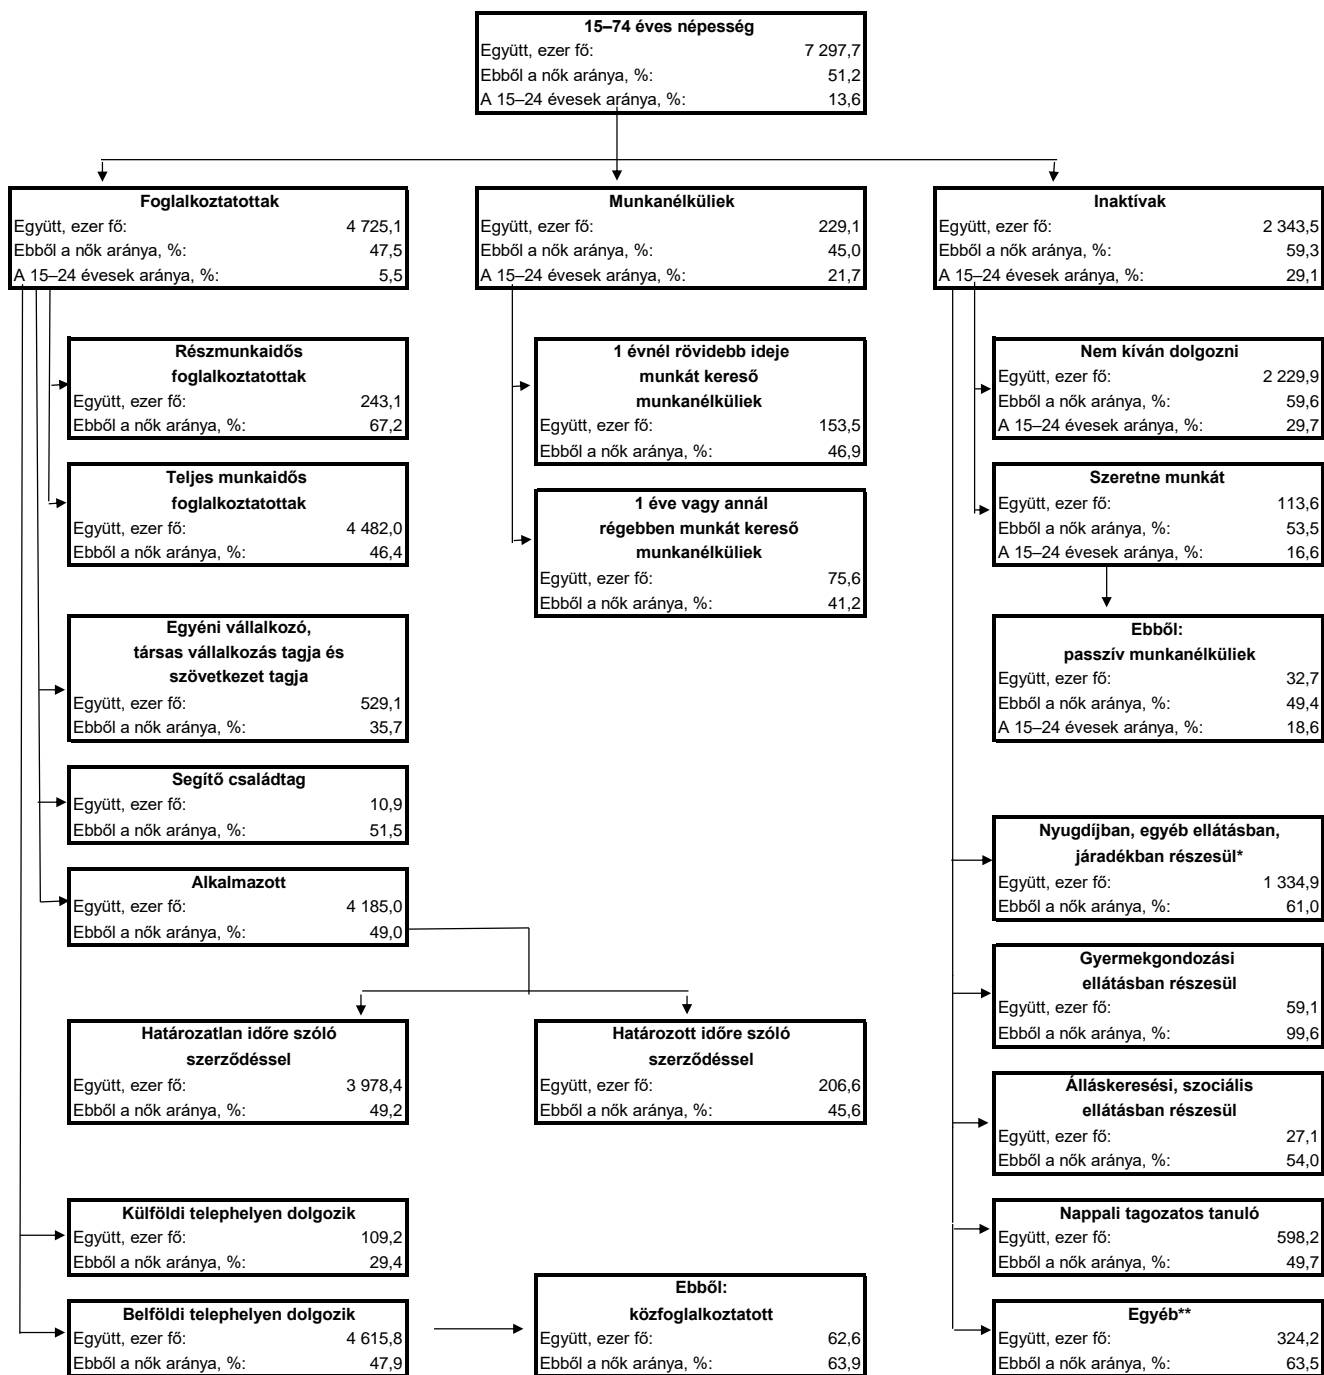 15–74 éves népesség
Együtt, ezer fő: 7 297,7
Ebből a nők aránya, %: 51,2
A 15–24 évesek aránya, %: 13,6
Foglalkoztatottak
Együtt, ezer fő: 4 725,1
Ebből a nők aránya, %: 47,5
A 15–24 évesek aránya, %: 5,5
Munkanélküliek
Együtt, ezer fő: 229,1
Ebből a nők aránya, %: 45,0
A 15–24 évesek aránya, %: 21,7
Inaktívak
Együtt, ezer fő: 2 343,5
Ebből a nők aránya, %: 59,3
A 15–24 évesek aránya, %: 29,1
Részmunkaidős
foglalkoztatottak
Együtt, ezer fő: 243,1
Ebből a nők aránya, %: 67,2
Teljes munkaidős
foglalkoztatottak
Együtt, ezer fő: 4 482,0
Ebből a nők aránya, %: 46,4
Egyéni vállalkozó,
társas vállalkozás tagja és
szövetkezet tagja
Együtt, ezer fő: 529,1
Ebből a nők aránya, %: 35,7
Segítő családtag
Együtt, ezer fő: 10,9
Ebből a nők aránya, %: 51,5
Alkalmazott
Együtt, ezer fő: 4 185,0
Ebből a nők aránya, %: 49,0
Határozatlan időre szóló
szerződéssel
Együtt, ezer fő: 3 978,4
Ebből a nők aránya, %: 49,2
Határozott időre szóló
szerződéssel
Együtt, ezer fő: 206,6
Ebből a nők aránya, %: 45,6
Külföldi telephelyen dolgozik
Együtt, ezer fő: 109,2
Ebből a nők aránya, %: 29,4
Belföldi telephelyen dolgozik
Együtt, ezer fő: 4 615,8
Ebből a nők aránya, %: 47,9
Ebből:
közfoglalkoztatott
Együtt, ezer fő: 62,6
Ebből a nők aránya, %: 63,9
1 évnél rövidebb ideje
munkát kereső
munkanélküliek
Együtt, ezer fő: 153,5
Ebből a nők aránya, %: 46,9
1 éve vagy annál
régebben munkát kereső
munkanélküliek
Együtt, ezer fő: 75,6
Ebből a nők aránya, %: 41,2
Nem kíván dolgozni
Együtt, ezer fő: 2 229,9
Ebből a nők aránya, %: 59,6
A 15–24 évesek aránya, %: 29,7
Szeretne munkát
Együtt, ezer fő: 113,6
Ebből a nők aránya, %: 53,5
A 15–24 évesek aránya, %: 16,6
Ebből:
passzív munkanélküliek
Együtt, ezer fő: 32,7
Ebből a nők aránya, %: 49,4
A 15–24 évesek aránya, %: 18,6
Nyugdíjban, egyéb ellátásban,
járadékban részesül*
Együtt, ezer fő: 1 334,9
Ebből a nők aránya, %: 61,0
Gyermekgondozási
ellátásban részesül
Együtt, ezer fő: 59,1
Ebből a nők aránya, %: 99,6
Álláskeresési, szociális
ellátásban részesül
Együtt, ezer fő: 27,1
Ebből a nők aránya, %: 54,0
Nappali tagozatos tanuló
Együtt, ezer fő: 598,2
Ebből a nők aránya, %: 49,7
Egyéb**
Együtt, ezer fő: 324,2
Ebből a nők aránya, %: 63,5